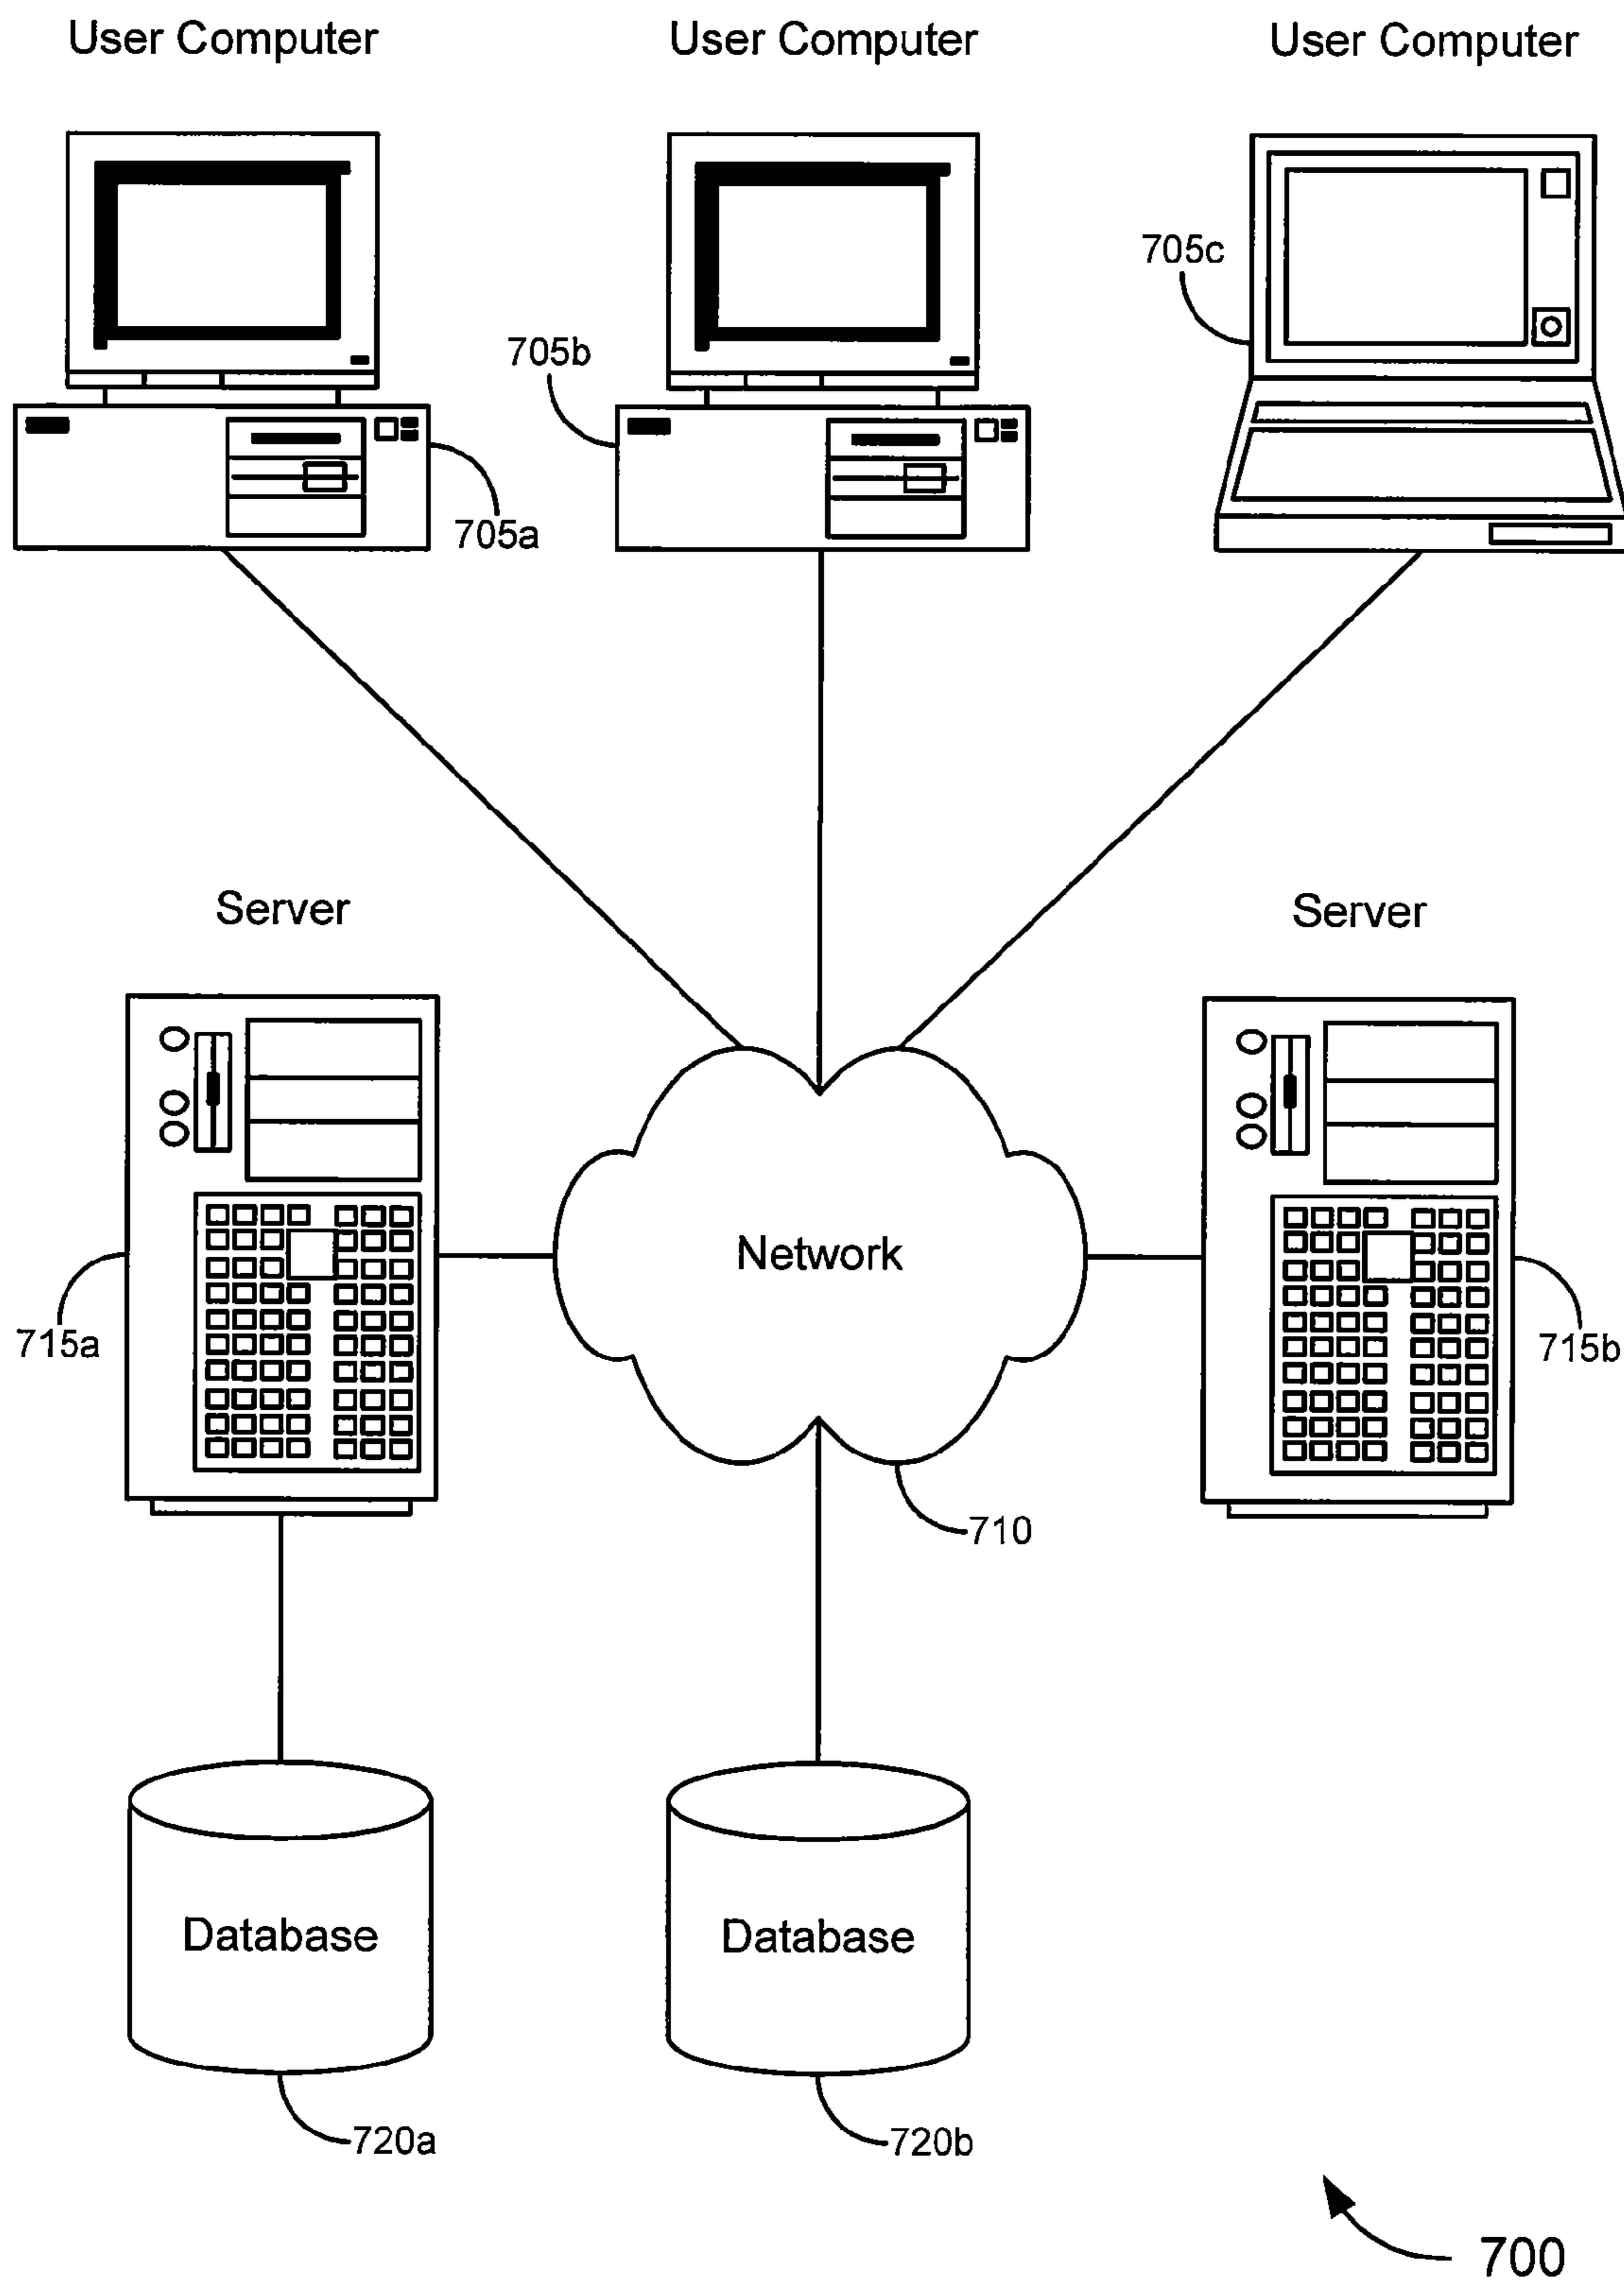 User Computer
User Computer
User Computer
705c
705b
705a
Server
Server
Network
715a
715b
710
Database
Database
720a
720b
700